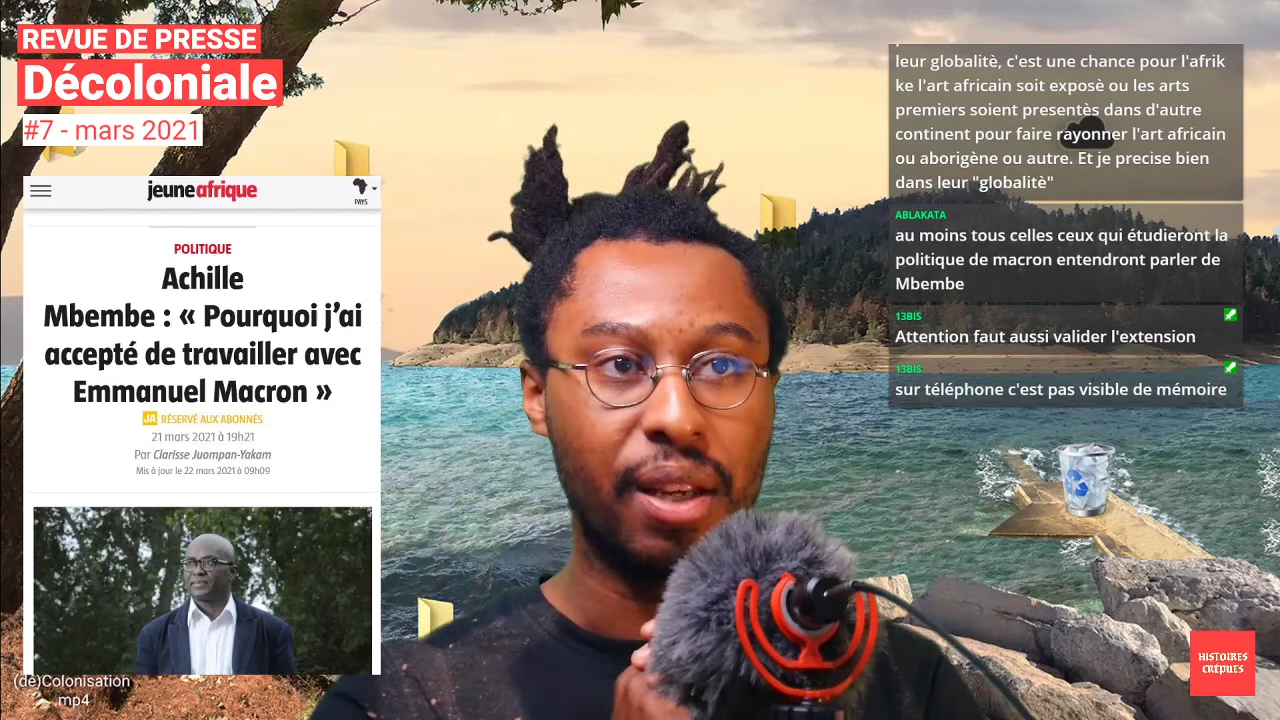 REVUE DE PRESSE
Décoloniale
#7 - mars 2021
jeuneafrique
PAYS
POLITIQUE
Achille
Mbembe : « Pourquoi j'ai
accepté de travailler avec
Emmanuel Macron »
JA RÉSERVÉ AUX ABONNÉS
21 mars 2021 à 19h21
Par Clarisse Juompan-Yakam
Mis à jour le 22 mars 2021 à 09h09
(dé)Colonisation
mp4
leur globalitè, c'est une chance pour l'afrik
ke l'art africain soit exposè ou les arts
premiers soient presentès dans d'autre
continent pour faire rayonner l'art africain
ou aborigène ou autre. Et je precise bien
dans leur "globalitè"
ABLAKATA
au moins tous celles ceux qui étudieront la
politique de macron entendront parler de
Mbembe
13BIS
Attention faut aussi valider l'extension
13BIS
sur téléphone c'est pas visible de mémoire
HISTOIRES
CRÉPUES